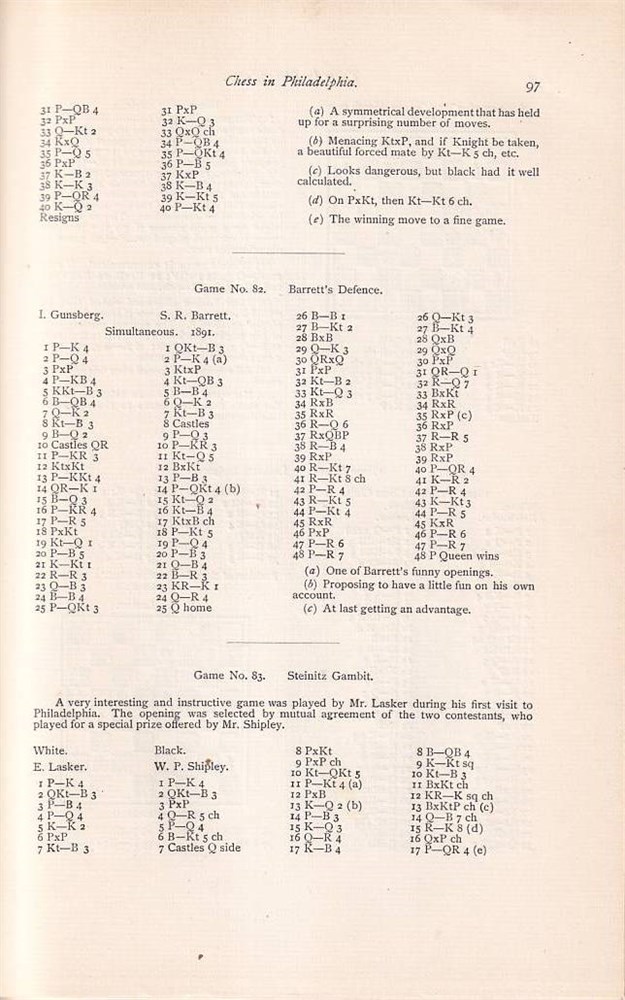 Chess in Philadelphia. 97
31 P—QB 4 31 PxP
32 PxP 32 K—Q 3
33 Q—Kt 2 33 QxQ ch
34 KxQ 34 P—QB 4
35 P—Q 5 35 P—QKt 4
36 PxP 36 P—B 5
37 K—B 2 37 KxP
38 K—K 3 38 K—B 4
39 P—QR 4 39 K—Kt 5
40 K—Q 2 40 P—Kt 4
Resigns
(a) A symmetrical development that has held
up for a surprising number of moves.
(b) Menacing KtxP, and if Knight be taken,
a beautiful forced mate by Kt—K 5 ch, etc.
(c) Looks dangerous, but black had it well
calculated.
(d) On PxKt, then Kt—Kt 6 ch.
(e) The winning move to a fine game.
Game No. 82. Barrett's Defence.
I. Gunsberg. S. R. Barrett.
Simultaneous. 1891.
1 P—K 4 1 QKt—B 3
2 P—Q 4 2 P—K 4 (a)
3 PxP 3 KtxP
4 P—KB 4 4 Kt—QB 3
5 KKt—B 3 5 B—B 4
6 B—QB 4 6 Q—K 2
7 Q—K 2 7 Kt—B 3
8 Kt—B 3 8 Castles
9 B—Q 2 9 P—Q 3
10 Castles QR 10 P—KR 3
11 P—KR 3 11 Kt—Q 5
12 KtxKt 12 BxKt
13 P—KKt 4 13 P—B 3
14 QR—K 1 14 P—QKt 4 (b)
15 B—Q 3 15 Kt—Q 2
16 P—KR 4 16 Kt—B 4
17 P—R 5 17 KtxB ch
18 PxKt 18 P—Kt 5
19 Kt—Q 1 19 P—Q 4
20 P—B 5 20 P—B 3
21 K—Kt 1 21 Q—B 4
22 R—R 3 22 B—R 3
23 Q—B 3 23 KR—K 1
24 B—B 4 24 Q—R 4
25 P—QKt 3 25 Q home
26 B—B 1 26 Q—Kt 3
27 B—Kt 2 27 B—Kt 4
28 BxB 28 QxB
29 Q—K 3 29 QxQ
30 QRxQ 30 PxP
31 PxP 31 QR—Q 1
32 Kt—B 2 32 R—Q 7
33 Kt—Q 3 33 BxKt
34 RxB 34 RxR
35 RxR 35 RxP (c)
36 R—Q 6 36 RxP
37 RxQBP 37 R—R 5
38 R—B 4 38 RxP
39 RxP 39 RxP
40 R—Kt 7 40 P—QR 4
41 R—Kt 8 ch 41 K—R 2
42 P—R 4 42 P—R 4
43 R—Kt 5 43 K—Kt 3
44 P—Kt 4 44 P—R 5
45 RxR 45 KxR
46 PxP 46 P—R 6
47 P—R 6 47 P—R 7
48 P—R 7 48 P Queen wins
(a) One of Barrett's funny openings.
(b) Proposing to have a little fun on his own
account.
(c) At last getting an advantage.
Game No. 83. Steinitz Gambit.
A very interesting and instructive game was played by Mr. Lasker during his first visit to
Philadelphia. The opening was selected by mutual agreement of the two contestants, who
played for a special prize offered by Mr. Shipley.
White. Black.
E. Lasker. W. P. Shipley.
1 P—K 4 1 P—K 4
2 QKt—B 3 2 QKt—B 3
3 P—B 4 3 PxP
4 P—Q 4 4 Q—R 5 ch
5 K—K 2 5 P—Q 4
6 PxP 6 B—Kt 5 ch
7 Kt—B 3 7 Castles Q side
8 PxKt 8 B—QB 4
9 PxP ch 9 K—Kt sq
10 Kt—QKt 5 10 Kt—B 3
11 P—Kt 4 (a) 11 BxKt ch
12 PxB 12 KR—K sq ch
13 K—Q 2 (b) 13 BxKtP ch (c)
14 P—B 3 14 Q—B 7 ch
15 K—Q 3 15 R—K 8 (d)
16 Q—R 4 16 QxP ch
17 K—B 4 17 P—QR 4 (e)